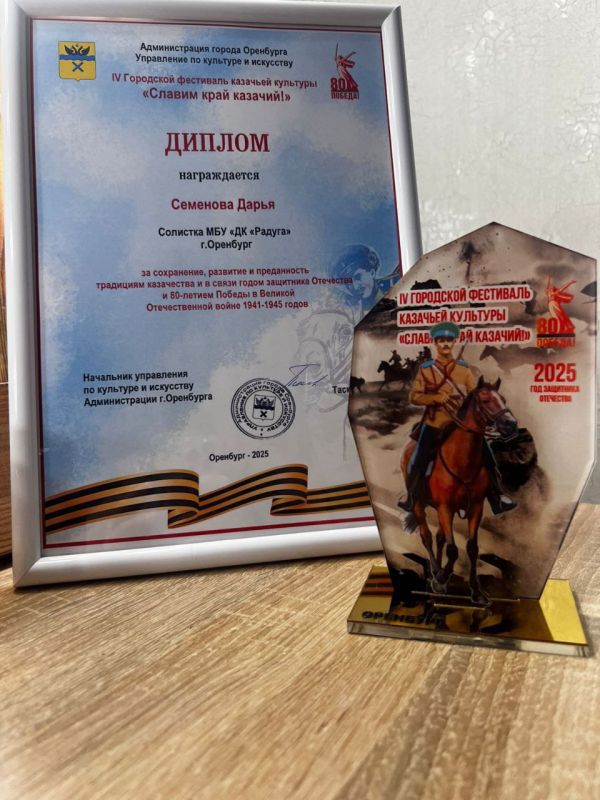 Администрация города Оренбурга
Управление по культуре и искусству
IV Городской фестиваль казачьей культуры
«Славим край казачий!»
80
ПОБЕДА!
ДИПЛОМ
награждается
Семенова Дарья
Солистка МБУ «ДК «Радуга»
г.Оренбург
за сохранение, развитие и преданность
традициям казачества и в связи годом защитника Отечества
и 80-летием Победы в Великой
Отечественной войне 1941-1945 годов
Начальник управления
по культуре и искусству
Администрации г.Оренбурга
Оренбург - 2025
IV ГОРОДСКОЙ ФЕСТИВАЛЬ
КАЗАЧЬЕЙ КУЛЬТУРЫ
«СЛАВИМ КРАЙ КАЗАЧИЙ!»
80
ПОБЕДА!
2025
ГОД ЗАЩИТНИКА
ОТЕЧЕСТВА
ОРЕНБУРГ